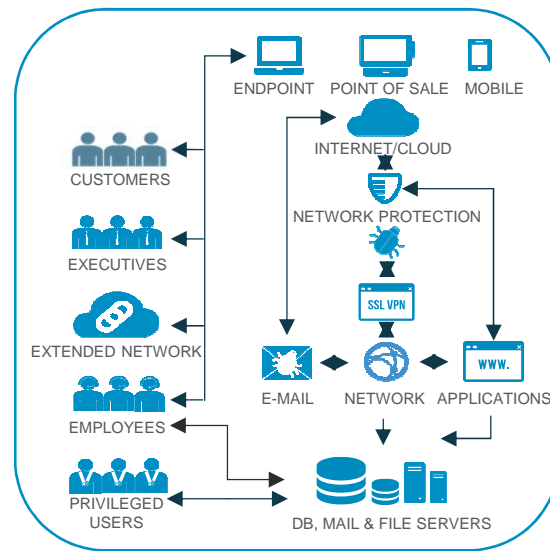 ENDPOINT
POINT OF SALE
MOBILE
INTERNET/CLOUD
CUSTOMERS
NETWORK PROTECTION
EXECUTIVES
SSL VPN
EXTENDED NETWORK
WWW.
E-MAIL
NETWORK
APPLICATIONS
EMPLOYEES
PRIVILEGED
USERS
DB, MAIL & FILE SERVERS